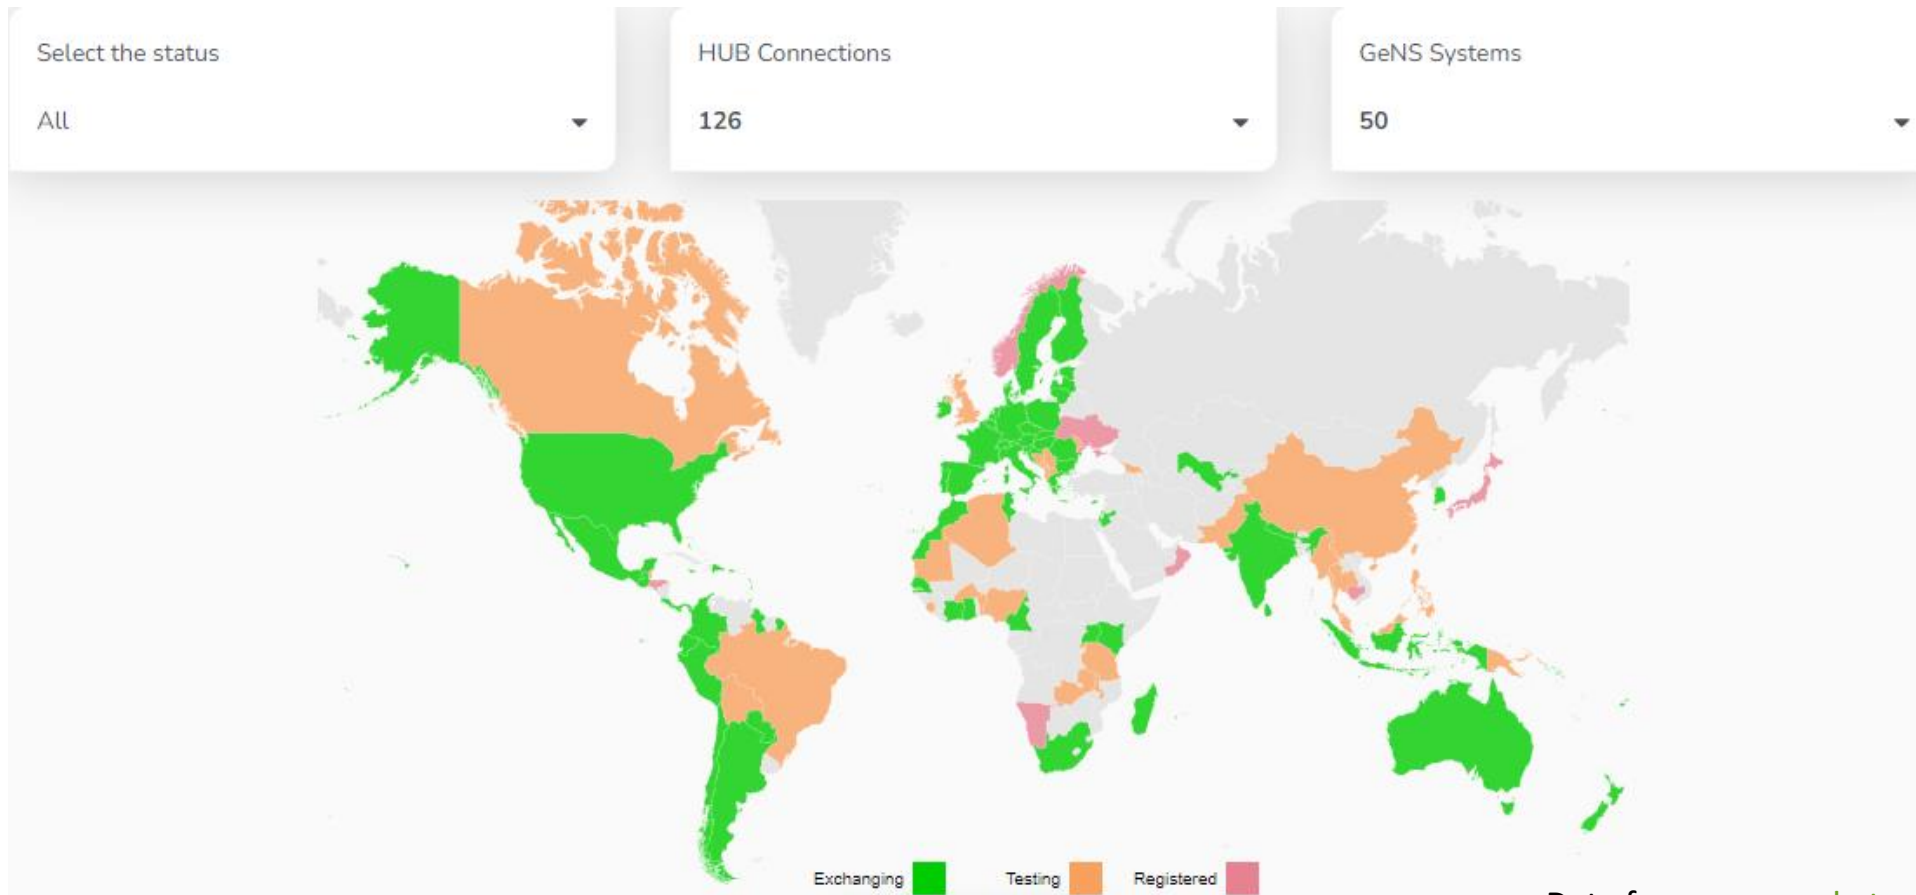 Select the status
HUB Connections
GeNS Systems
All
126
50
Exchanging
Testing
Registered